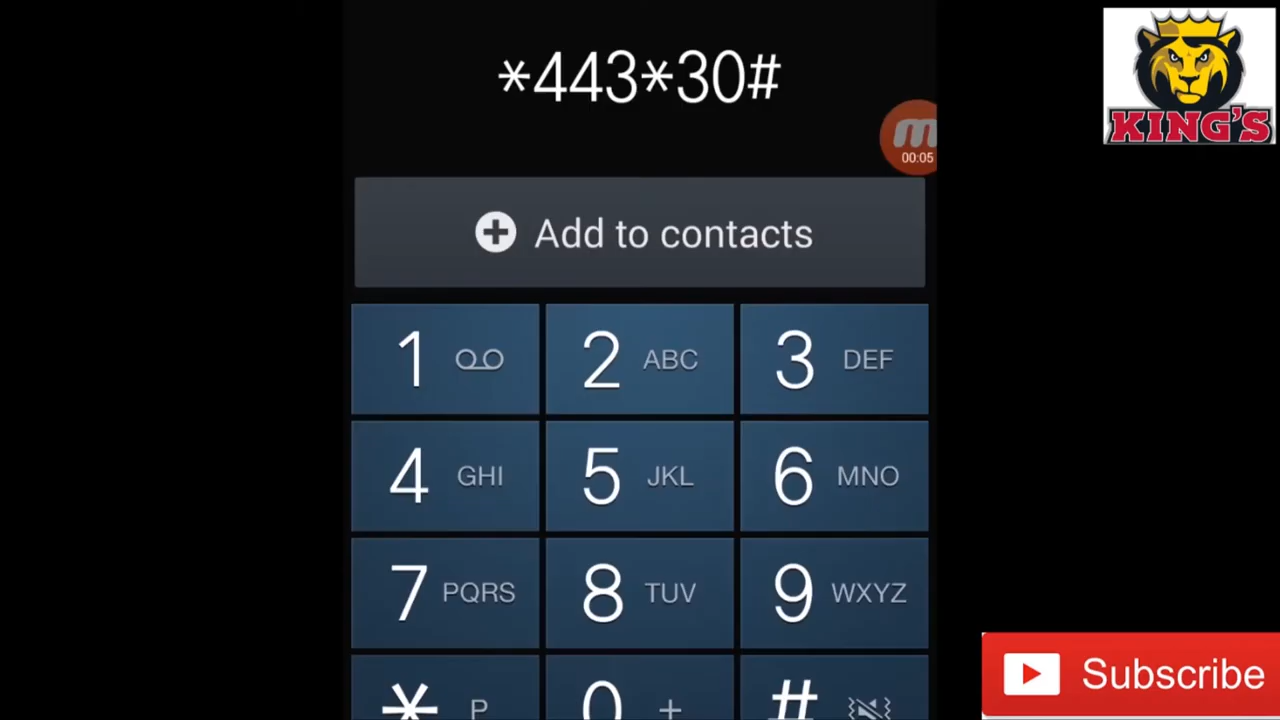 *443*30#
m
00:05
KING'S
Add to contacts
1
2 ABC
3 DEF
4 GHI
5 JKL
6 MNO
7 PQRS
8 TUV
9 WXYZ
* P
0 +
#
Subscribe